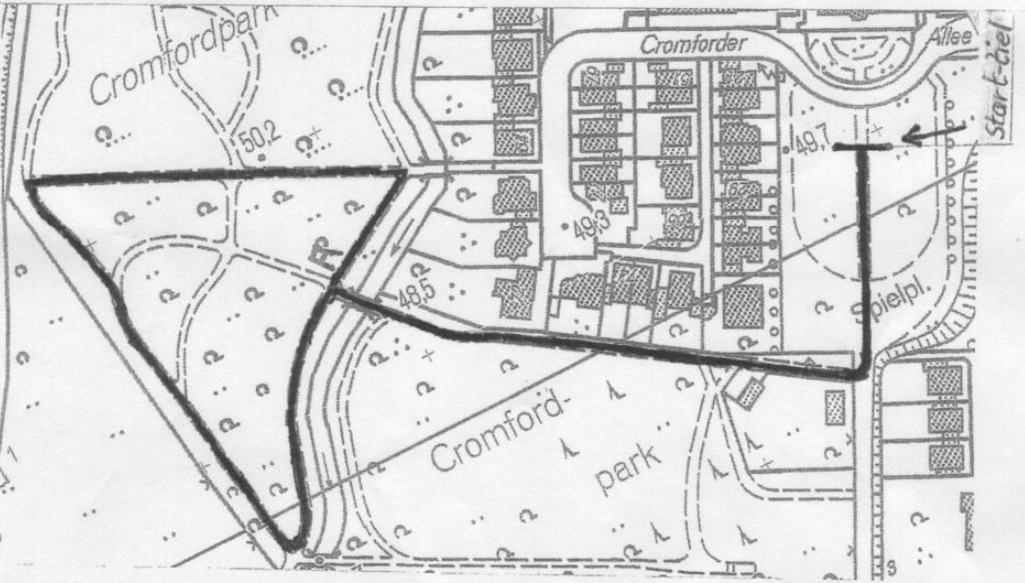 Cromfordpark
50,2
Cromforder
Allee
Start-Ziel
49,7
49,3
48,5
Spielpl.
Cromford-
park